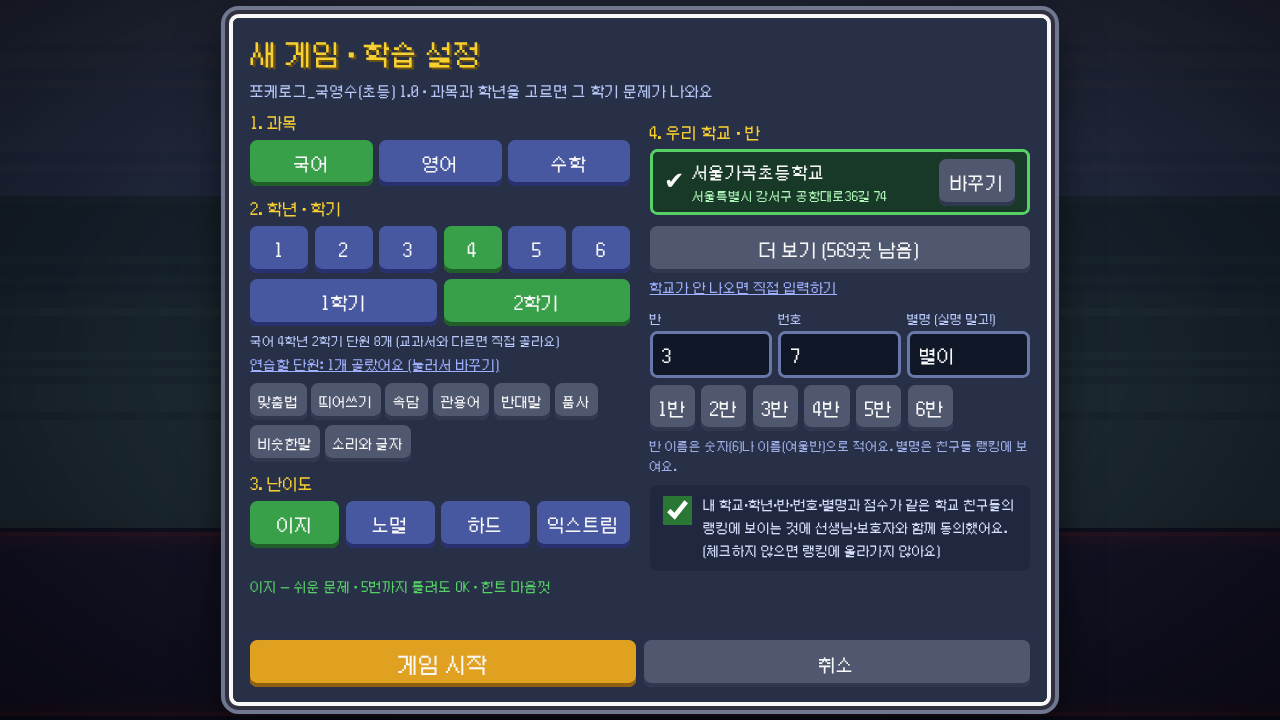 새 게임 · 학습 설정
포케로그_국영수(초등) 1.0 · 과목과 학년을 고르면 그 학기 문제가 나와요
1. 과목
국어 영어 수학
2. 학년 · 학기
1 2 3 4 5 6
1학기 2학기
국어 4학년 2학기 단원 8개 (교과서와 다르면 직접 골라요)
연습할 단원: 1개 골랐어요 (눌러서 바꾸기)
맞춤법 띄어쓰기 속담 관용어 반대말 품사
비슷한말 소리와 글자
3. 난이도
이지 노멀 하드 익스트림
이지 — 쉬운 문제 · 5번까지 틀려도 OK · 힌트 마음껏
4. 우리 학교 · 반
✔ 서울가곡초등학교
서울특별시 강서구 공항대로36길 74
바꾸기
더 보기 (569곳 남음)
학교가 안 나오면 직접 입력하기
반 번호 별명 (실명 말고!)
3 7 별이
1반 2반 3반 4반 5반 6반
반 이름은 숫자(6)나 이름(여울반)으로 적어요. 별명은 친구들 랭킹에 보
여요.
내 학교·학년·반·번호·별명과 점수가 같은 학교 친구들의
랭킹에 보이는 것에 선생님·보호자와 함께 동의했어요.
(체크하지 않으면 랭킹에 올라가지 않아요)
게임 시작 취소